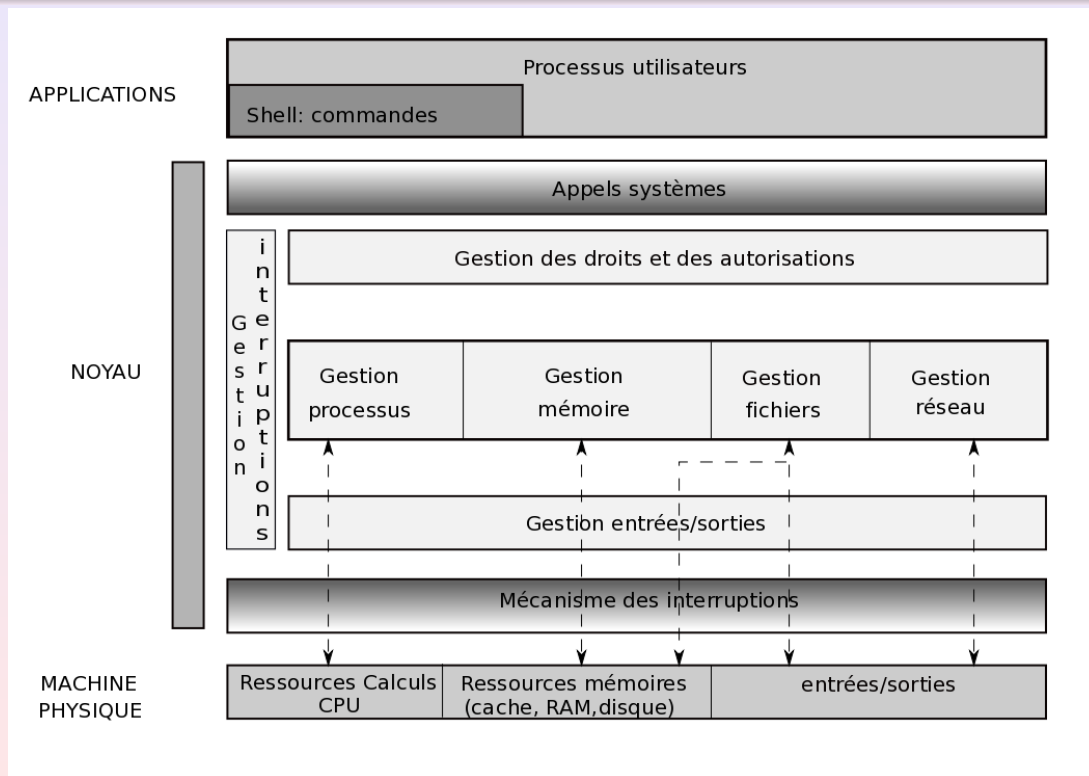 Processus utilisateurs
APPLICATIONS
Shell: commandes
Appels systèmes
Gestion interruptions
Gestion des droits et des autorisations
NOYAU
Gestion
processus
Gestion
mémoire
Gestion
fichiers
Gestion
réseau
Gestion entrées/sorties
Mécanisme des interruptions
MACHINE
PHYSIQUE
Ressources Calculs
CPU
Ressources mémoires
(cache, RAM,disque)
entrées/sorties